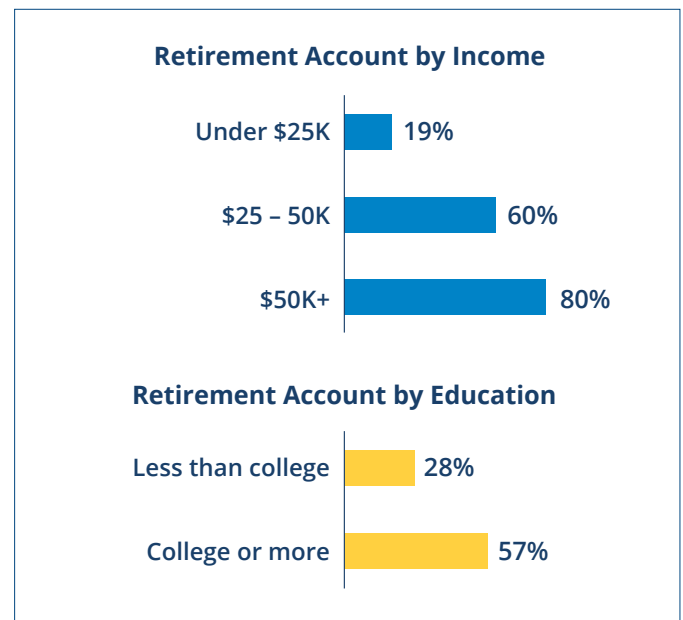 Retirement Account by Income
Under $25K 19%
$25 – 50K 60%
$50K+ 80%
Retirement Account by Education
Less than college 28%
College or more 57%